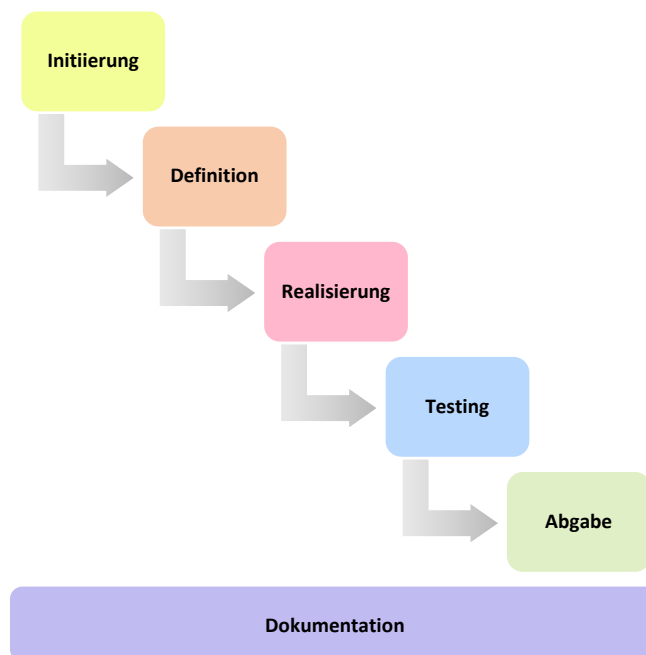 Initiierung
Definition
Realisierung
Testing
Abgabe
Dokumentation